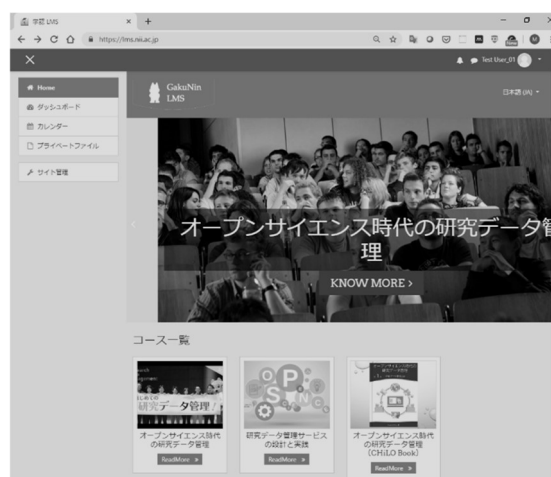 学認 LMS
https://lms.nii.ac.jp
Test User_01
Home
ダッシュボード
カレンダー
プライベートファイル
サイト管理
GakuNin
LMS
日本語 (JA)
オープンサイエンス時代の研究データ管
理
KNOW MORE >
コース一覧
研究データ管理
オープンサイエンス時代
の研究データ管理
ReadMore »
研究データ管理サービス
の設計と実践
ReadMore »
オープンサイエンス時代
の研究データ管理
[CHiLO Book]
ReadMore »